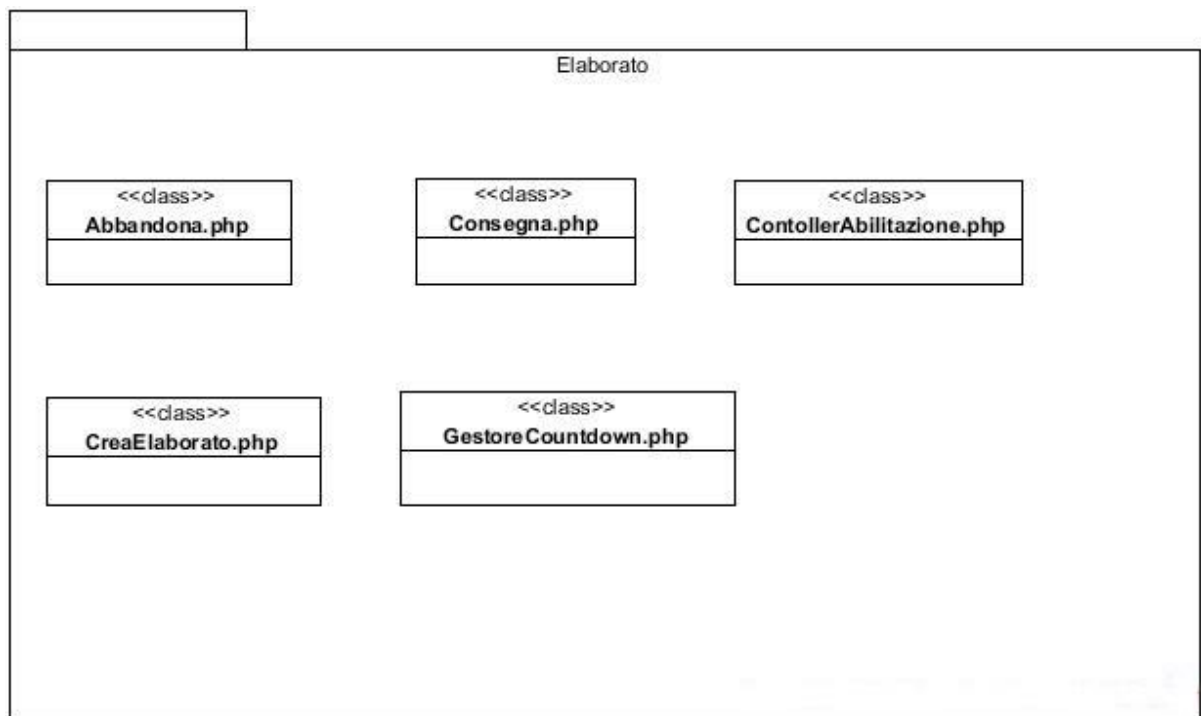 Elaborato
<<class>>
Abbandona.php
<<class>>
Consegna.php
<<class>>
ContollerAbilitazione.php
<<class>>
CreaElaborato.php
<<class>>
GestoreCountdown.php